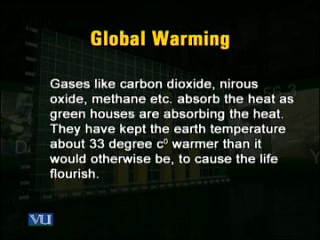 Global Warming
Gases like carbon dioxide, nirous
oxide, methane etc. absorb the heat as
green houses are absorbing the heat.
They have kept the earth temperature
about 33 degree c⁰ warmer than it
would otherwise be, to cause the life
flourish.
VU